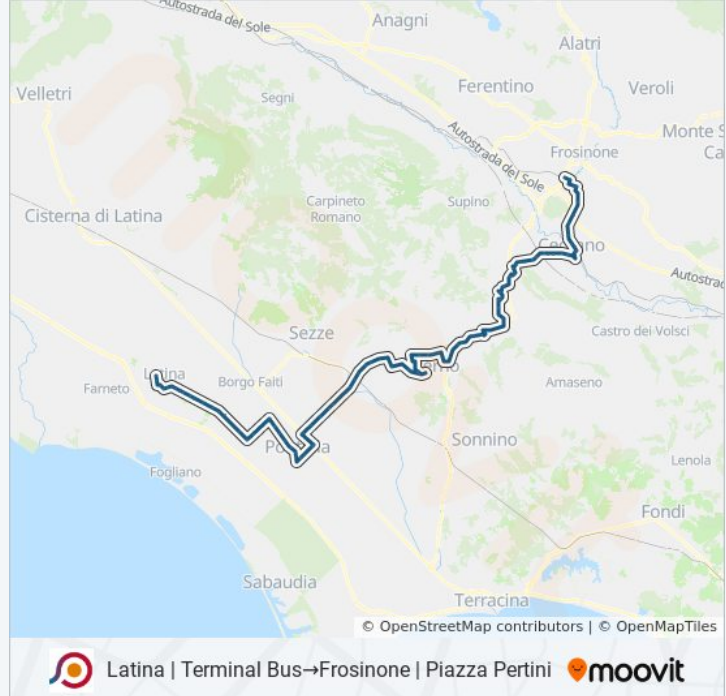 Autostrada del Sole
Anagni
Alatri
Velletri
Segni
Ferentino
Veroli
Monte S
Ca
Autostrada del Sole
Frosinone
Carpineto
Romano
Supino
Cisterna di Latina
Autostrad
Sezze
Castro dei Volsci
Farneto
Borgo Faiti
Amaseno
Sonnino
Lenola
Fogliano
Fondi
Sabaudia
Terracina
© OpenStreetMap contributors | © OpenMapTiles
Latina | Terminal Bus→Frosinone | Piazza Pertini
moovit